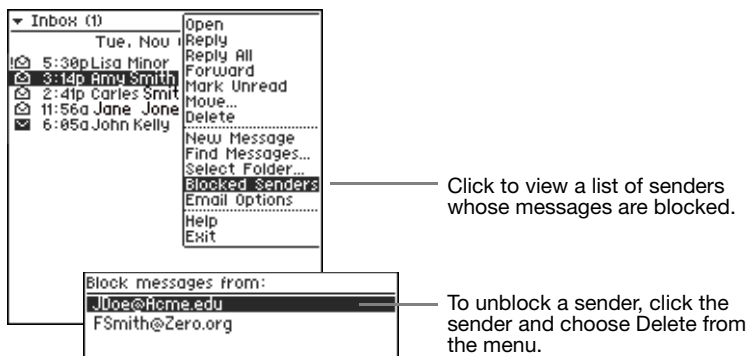 Inbox (1)
Tue, Nov
5:30p Lisa Minor
3:14p Amy Smith
2:41p Carles Smit
11:56a Jane Jone
6:05a John Kelly
Open
Reply
Reply All
Forward
Mark Unread
Move...
Delete
New Message
Find Messages...
Select Folder...
Blocked Senders
Email Options
Help
Exit
Click to view a list of senders
whose messages are blocked.
Block messages from:
JDoe@Acme.edu
FSmith@Zero.org
To unblock a sender, click the
sender and choose Delete from
the menu.